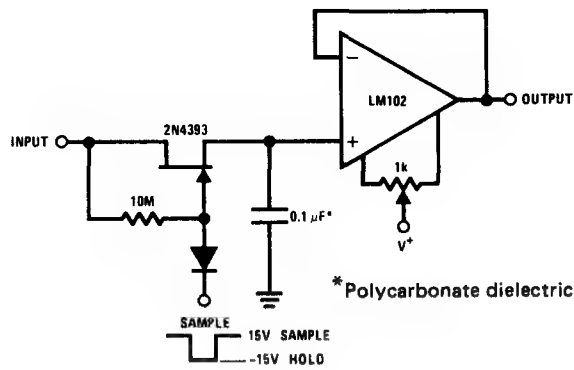 LM102
OUTPUT
2N4393
INPUT
10M
1k
0.1 μF*
V+
*Polycarbonate dielectric
SAMPLE
15V SAMPLE
-15V HOLD